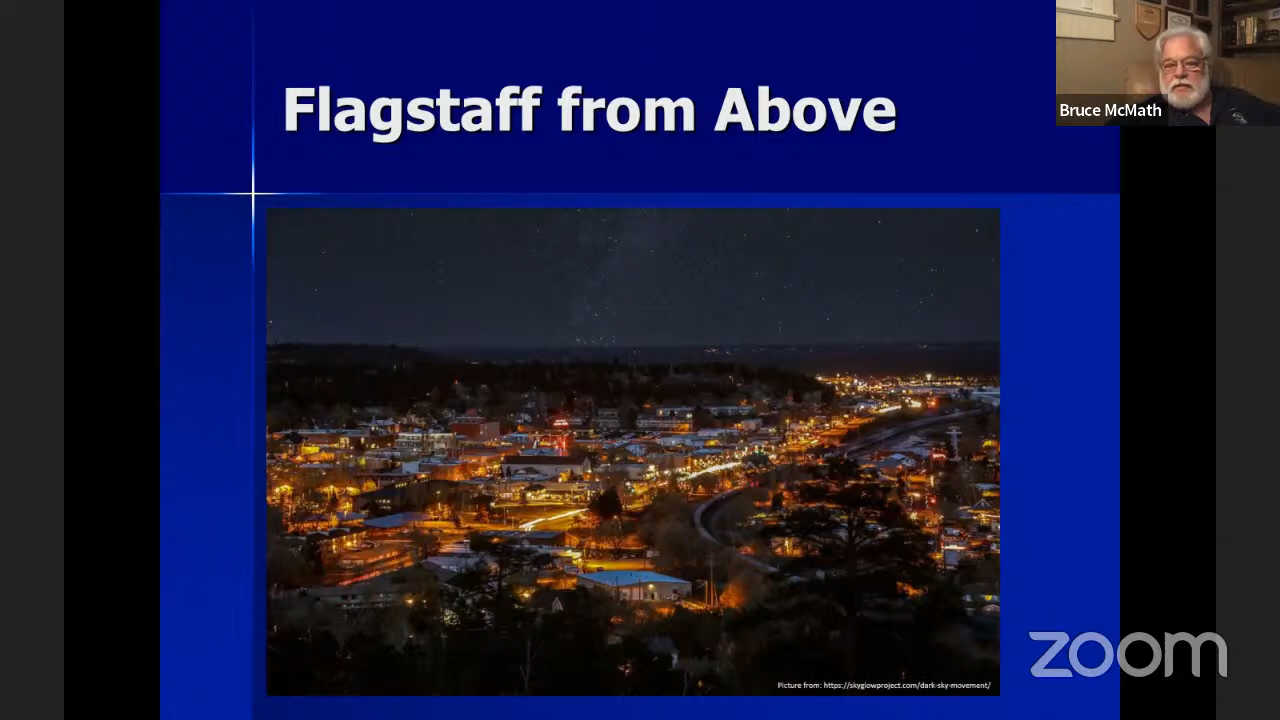 Flagstaff from Above
Bruce McMath
Picture from: https://skyglowproject.com/dark-sky-movement/
zoom